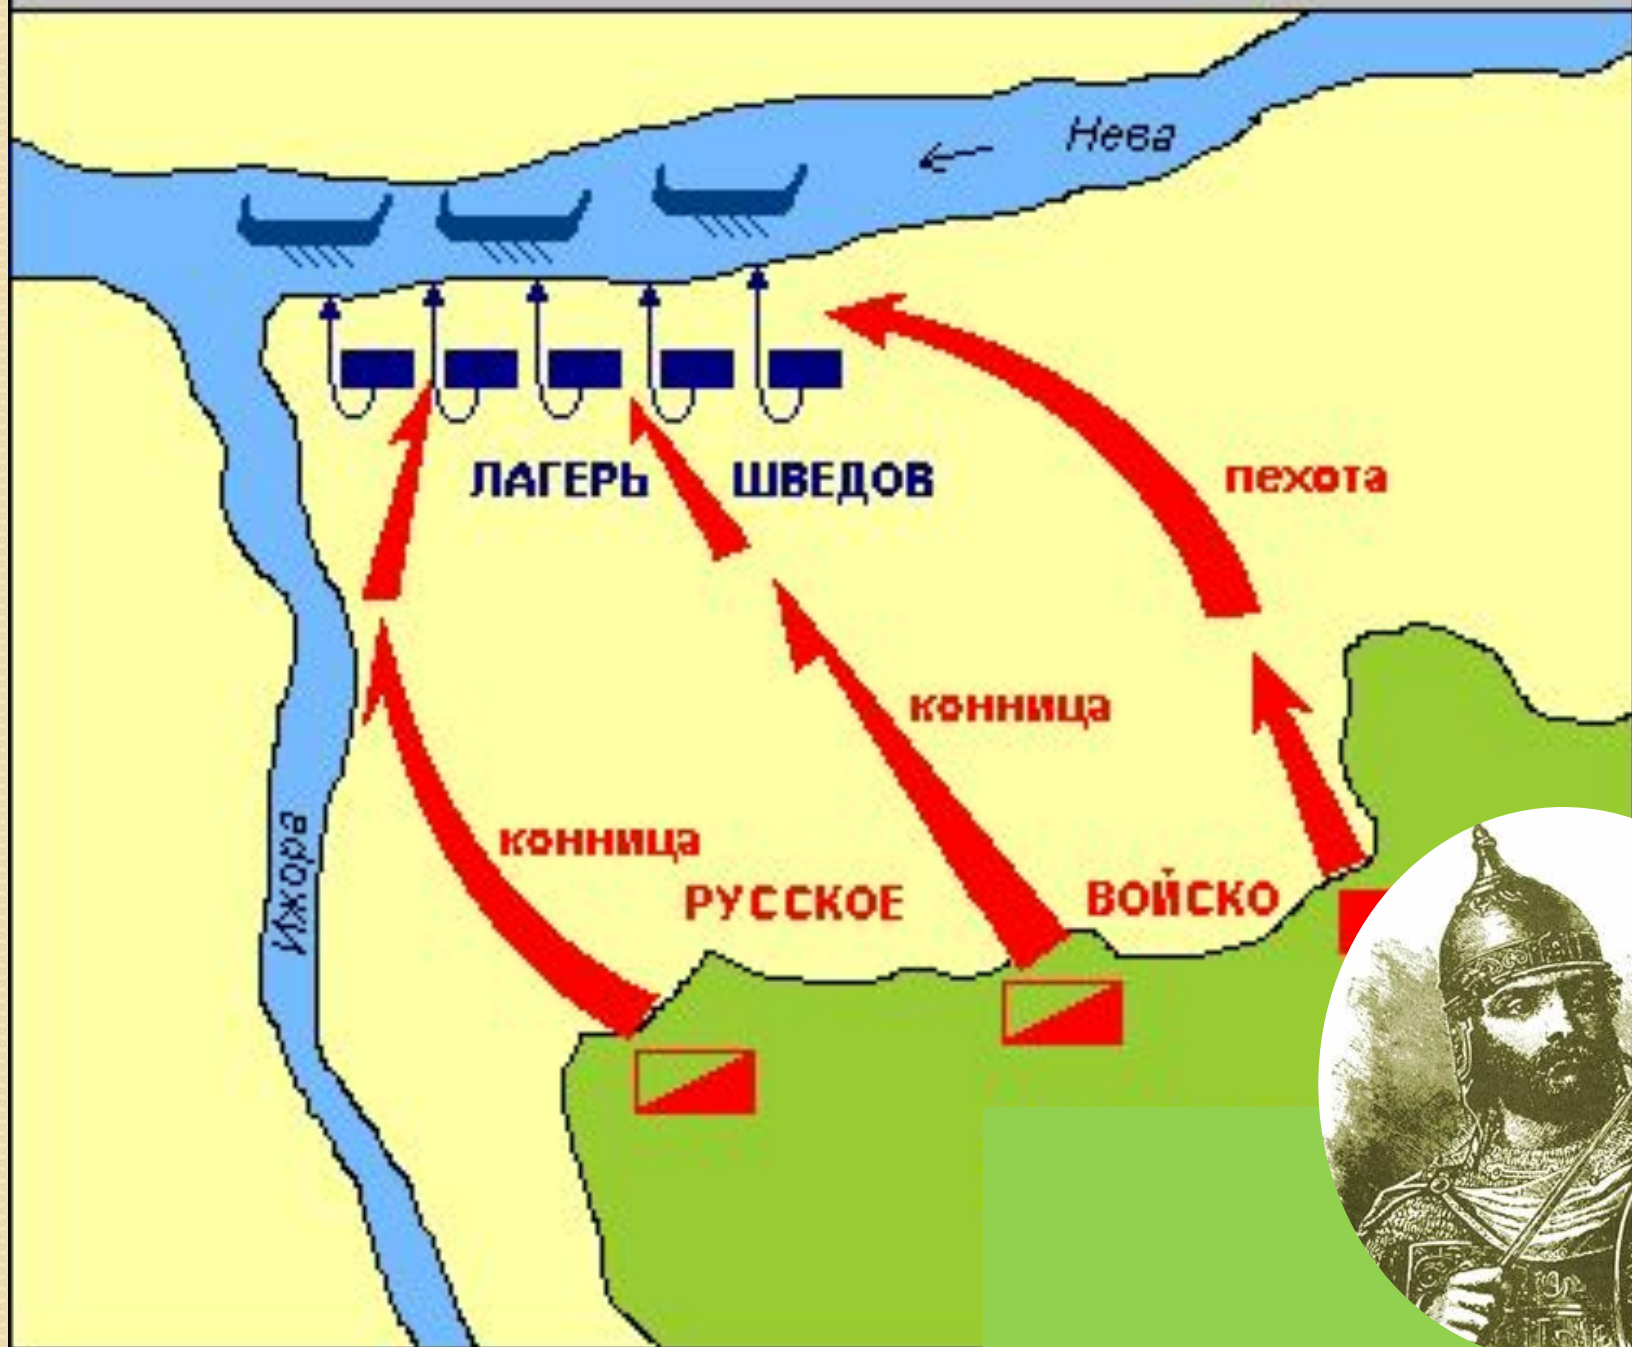 Нева
ЛАГЕРЬ ШВЕДОВ
пехота
конница
конница
РУССКОЕ ВОЙСКО
Ижора